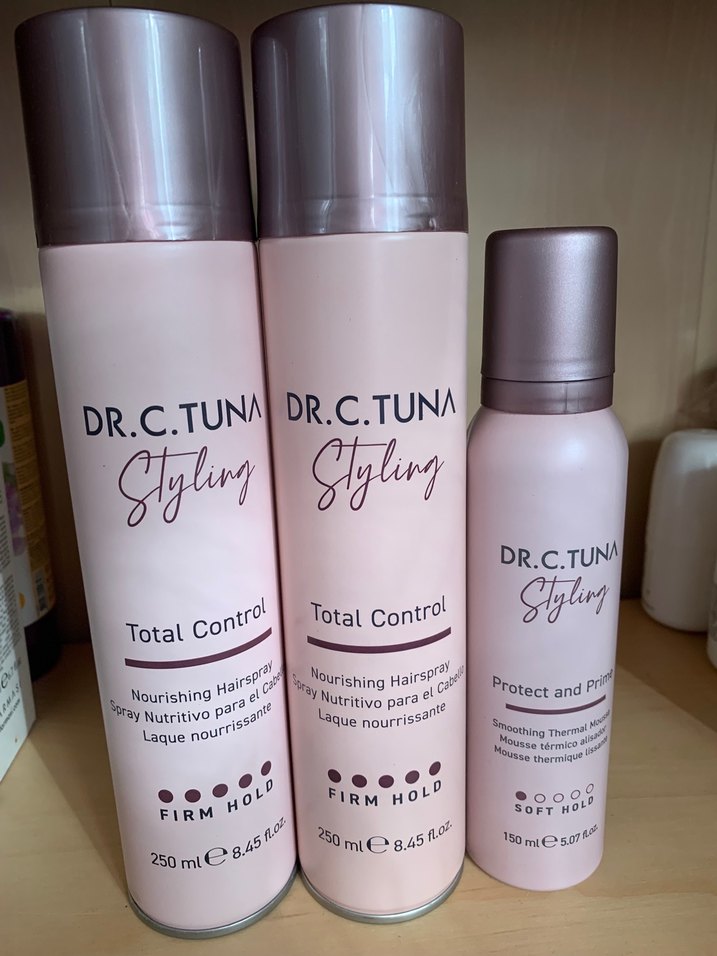 DR.C.TUNA
Styling
Total Control
Nourishing Hairspray
Spray Nutritivo para el Cabello
Laque nourrissante
FIRM HOLD
250 ml e 8.45 fl.oz.
DR.C.TUNA
Styling
Total Control
Nourishing Hairspray
Spray Nutritivo para el Cabello
Laque nourrissante
FIRM HOLD
250 ml e 8.45 fl.oz.
DR.C.TUNA
Styling
Protect and Prime
Smoothing Thermal Mousse
Mousse térmico alisador
Mousse thermique lissante
SOFT HOLD
150 ml e 5.07 fl.oz.